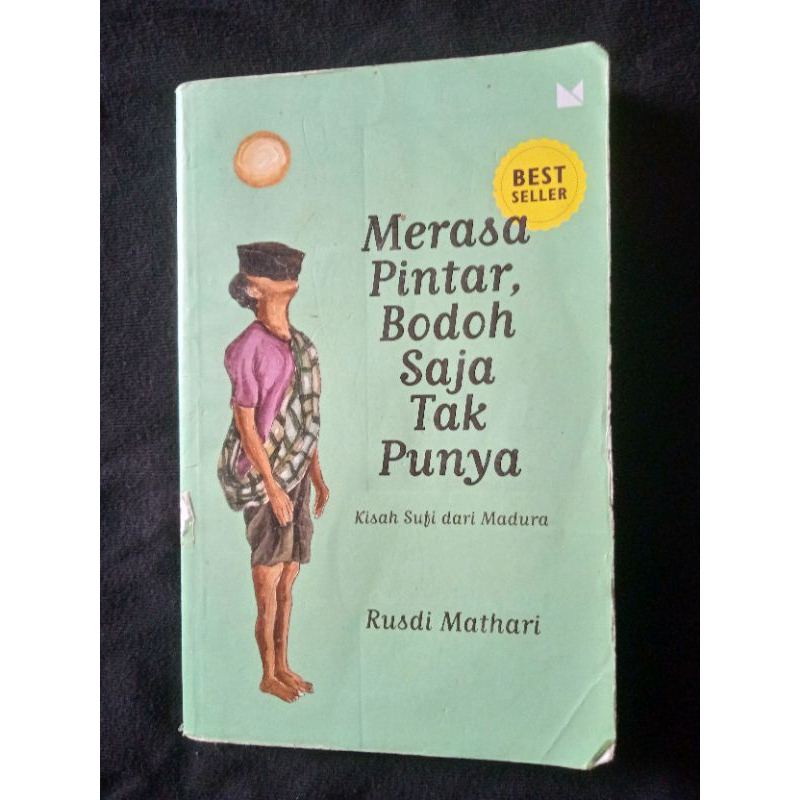 BEST
SELLER
Merasa
Pintar,
Bodoh
Saja
Tak
Punya
Kisah Sufi dari Madura
Rusdi Mathari